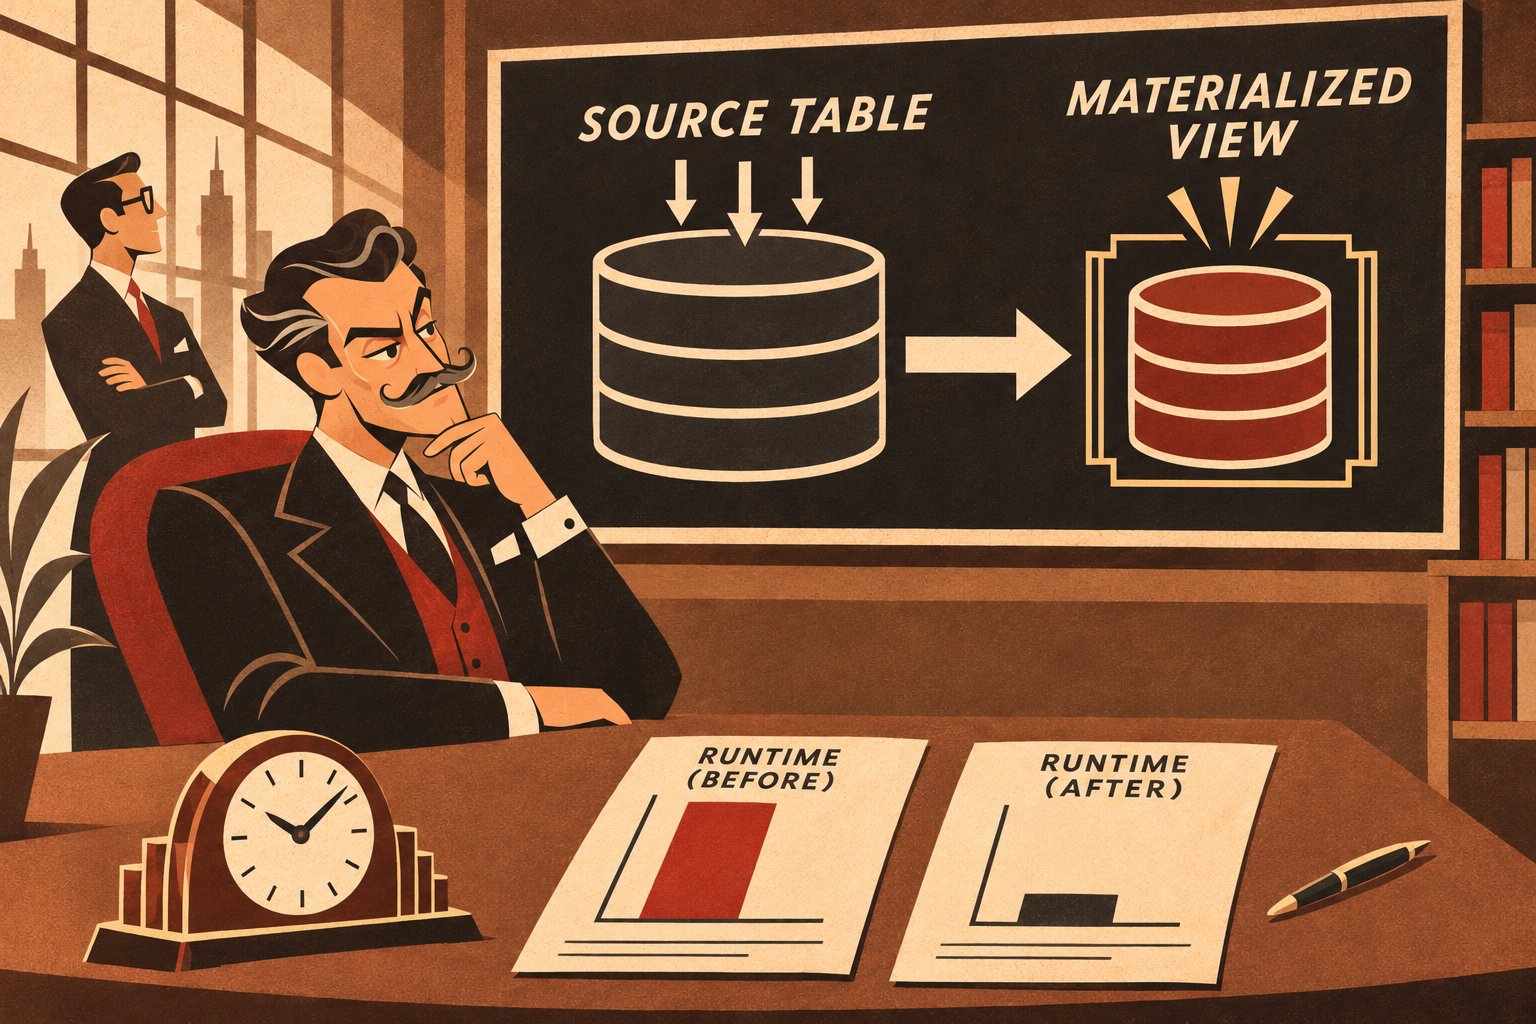 SOURCE TABLE
MATERIALIZED
VIEW
RUNTIME
(BEFORE)
RUNTIME
(AFTER)